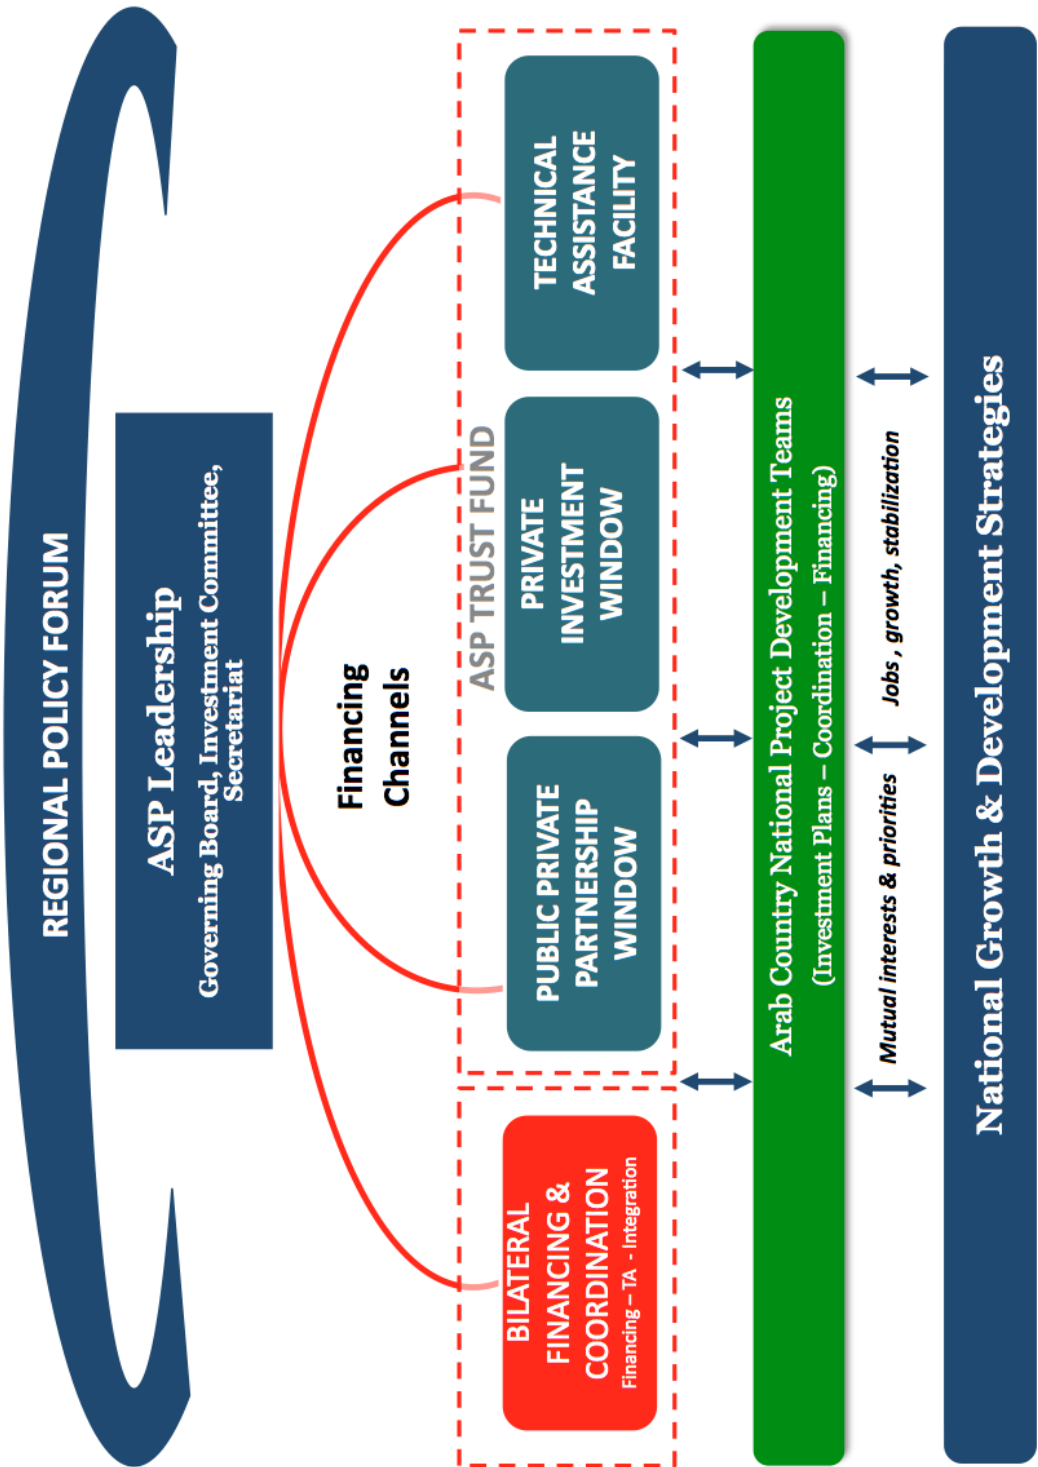 REGIONAL POLICY FORUM
ASP Leadership
Governing Board, Investment Committee,
Secretariat
Financing
Channels
ASP TRUST FUND
BILATERAL
FINANCING &
COORDINATION
Financing – TA - Integration
PUBLIC PRIVATE
PARTNERSHIP
WINDOW
PRIVATE
INVESTMENT
WINDOW
TECHNICAL
ASSISTANCE
FACILITY
Arab Country National Project Development Teams
(Investment Plans – Coordination – Financing)
Mutual interests & priorities
Jobs , growth, stabilization
National Growth & Development Strategies